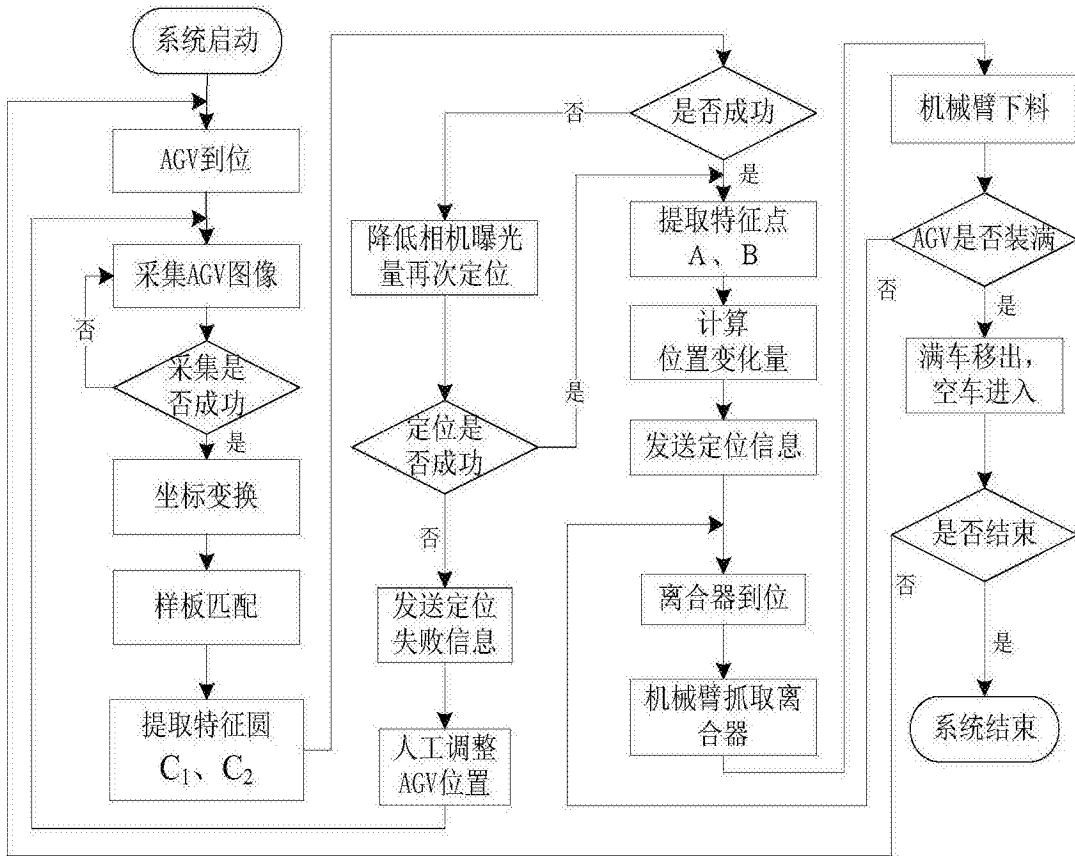 系统启动
AGV到位
采集AGV图像
否
采集是
否成功
是
坐标变换
样板匹配
提取特征圆
C₁、C₂
是否成功
否
是
降低相机曝光
量再次定位
定位是
否成功
是
否
发送定位
失败信息
人工调整
AGV位置
提取特征点
A、B
计算
位置变化量
发送定位信息
离合器到位
机械臂抓取离
合器
机械臂下料
AGV是否装满
否
是
满车移出，
空车进入
是否结束
否
是
系统结束